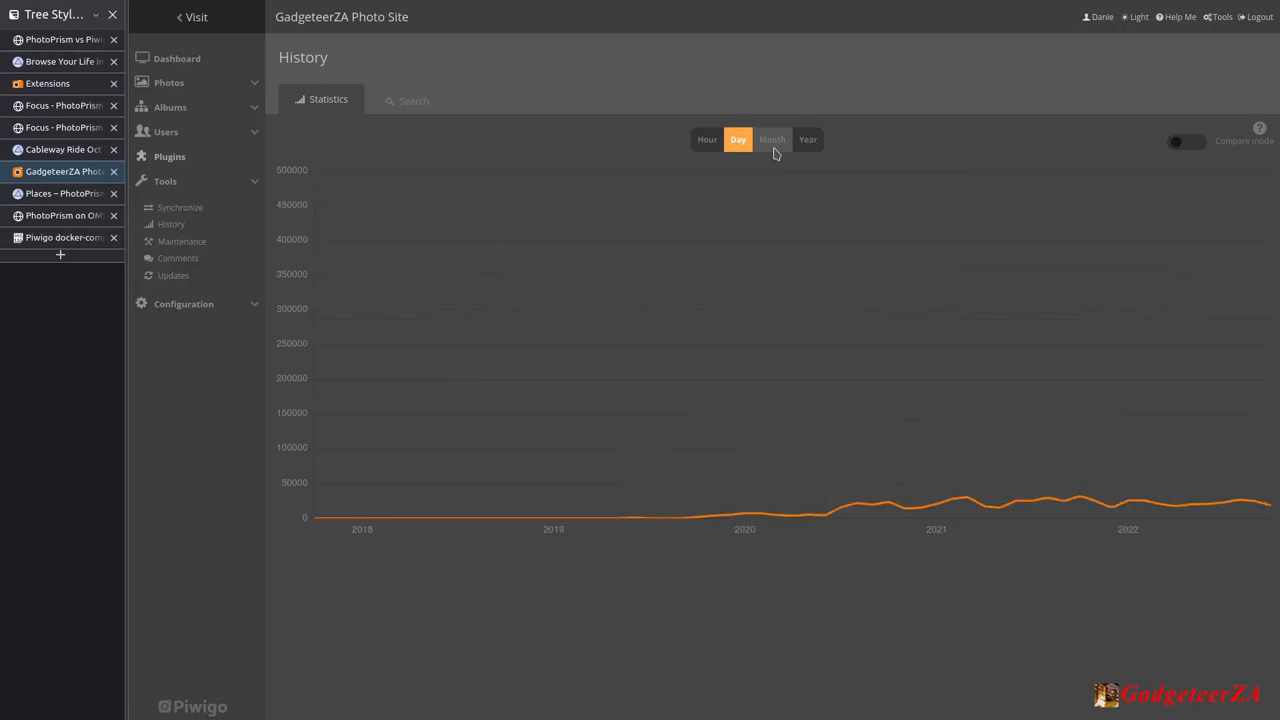 Tree Styl...
PhotoPrism vs Piwi
Browse Your Life in
Extensions
Focus - PhotoPrism
Focus - PhotoPrism
Coleway Ride Oct
GadgeteerZA Phot
Places – PhotoPrism
PhotoPrism on OM
Piwigo docker-com
Visit
GadgeteerZA Photo Site
Danie
Light
Help Me
Tools
Logout
Dashboard
Photos
Albums
Users
Plugins
Tools
Synchronize
History
Maintenance
Comments
Updates
Configuration
Piwigo
History
Statistics
Search
Hour Day Month Year
Compare mode
500000
450000
400000
350000
300000
250000
200000
150000
100000
50000
0
2018 2019 2020 2021 2022
GadgeteerZA